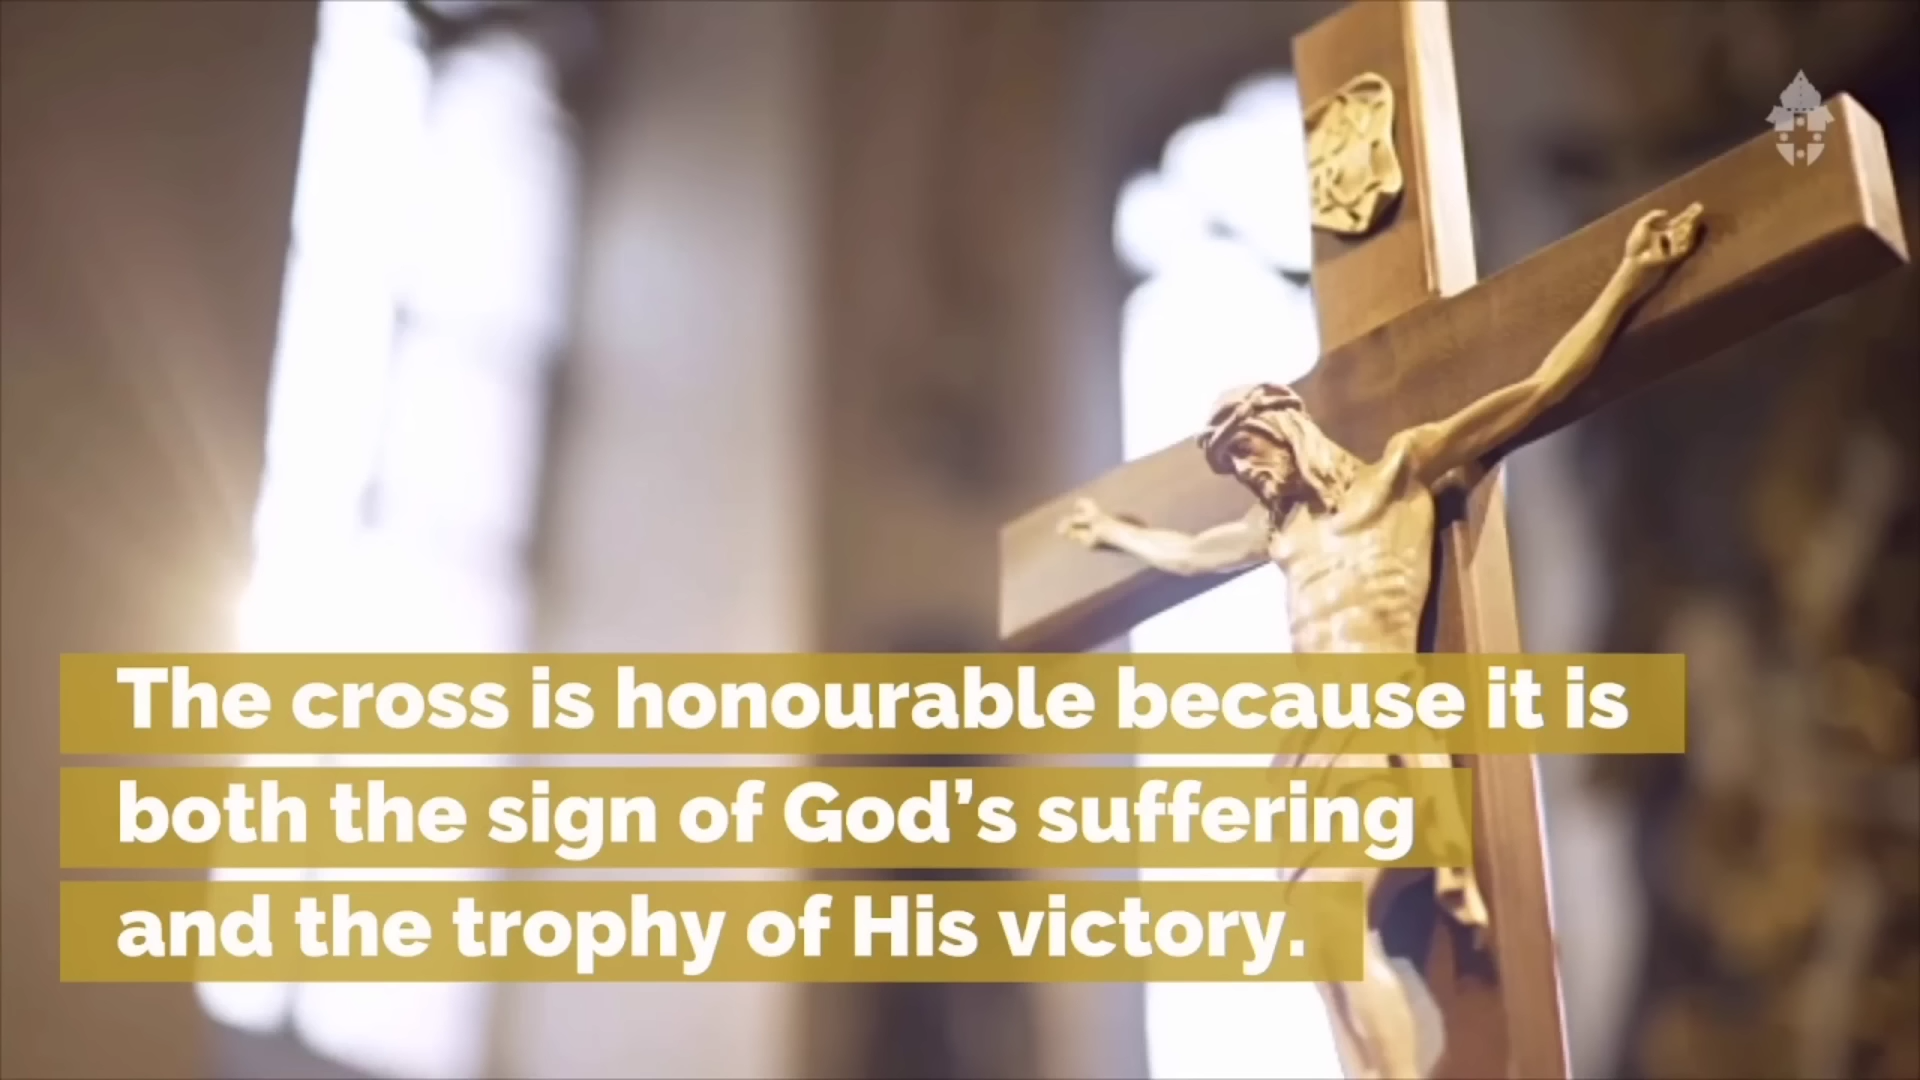 The cross is honourable because it is
both the sign of God's suffering
and the trophy of His victory.